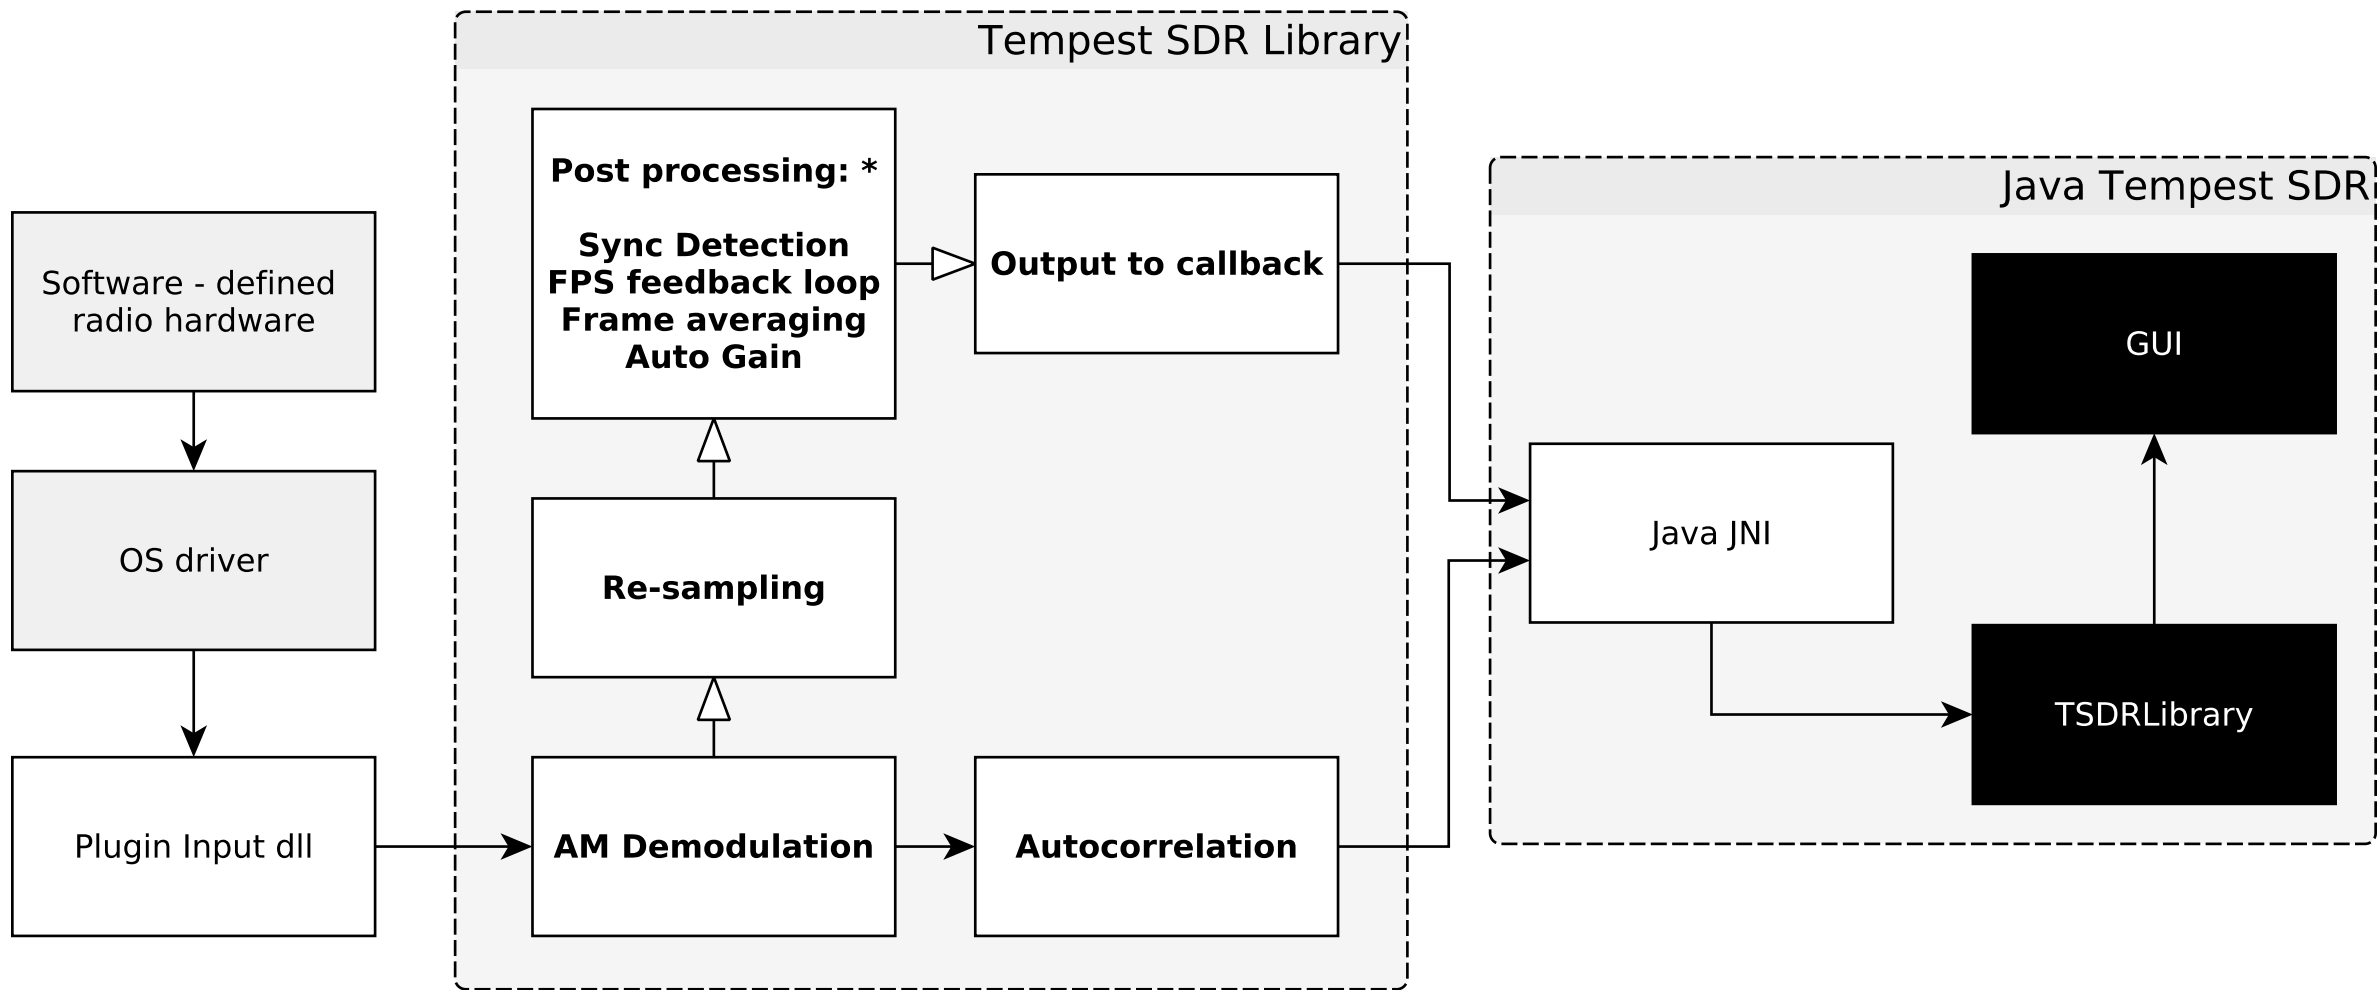 Tempest SDR Library
Post processing: *
Sync Detection
FPS feedback loop
Frame averaging
Auto Gain
Output to callback
Java Tempest SDR
Software - defined
radio hardware
GUI
OS driver
Re-sampling
Java JNI
TSDRLibrary
Plugin Input dll
AM Demodulation
Autocorrelation